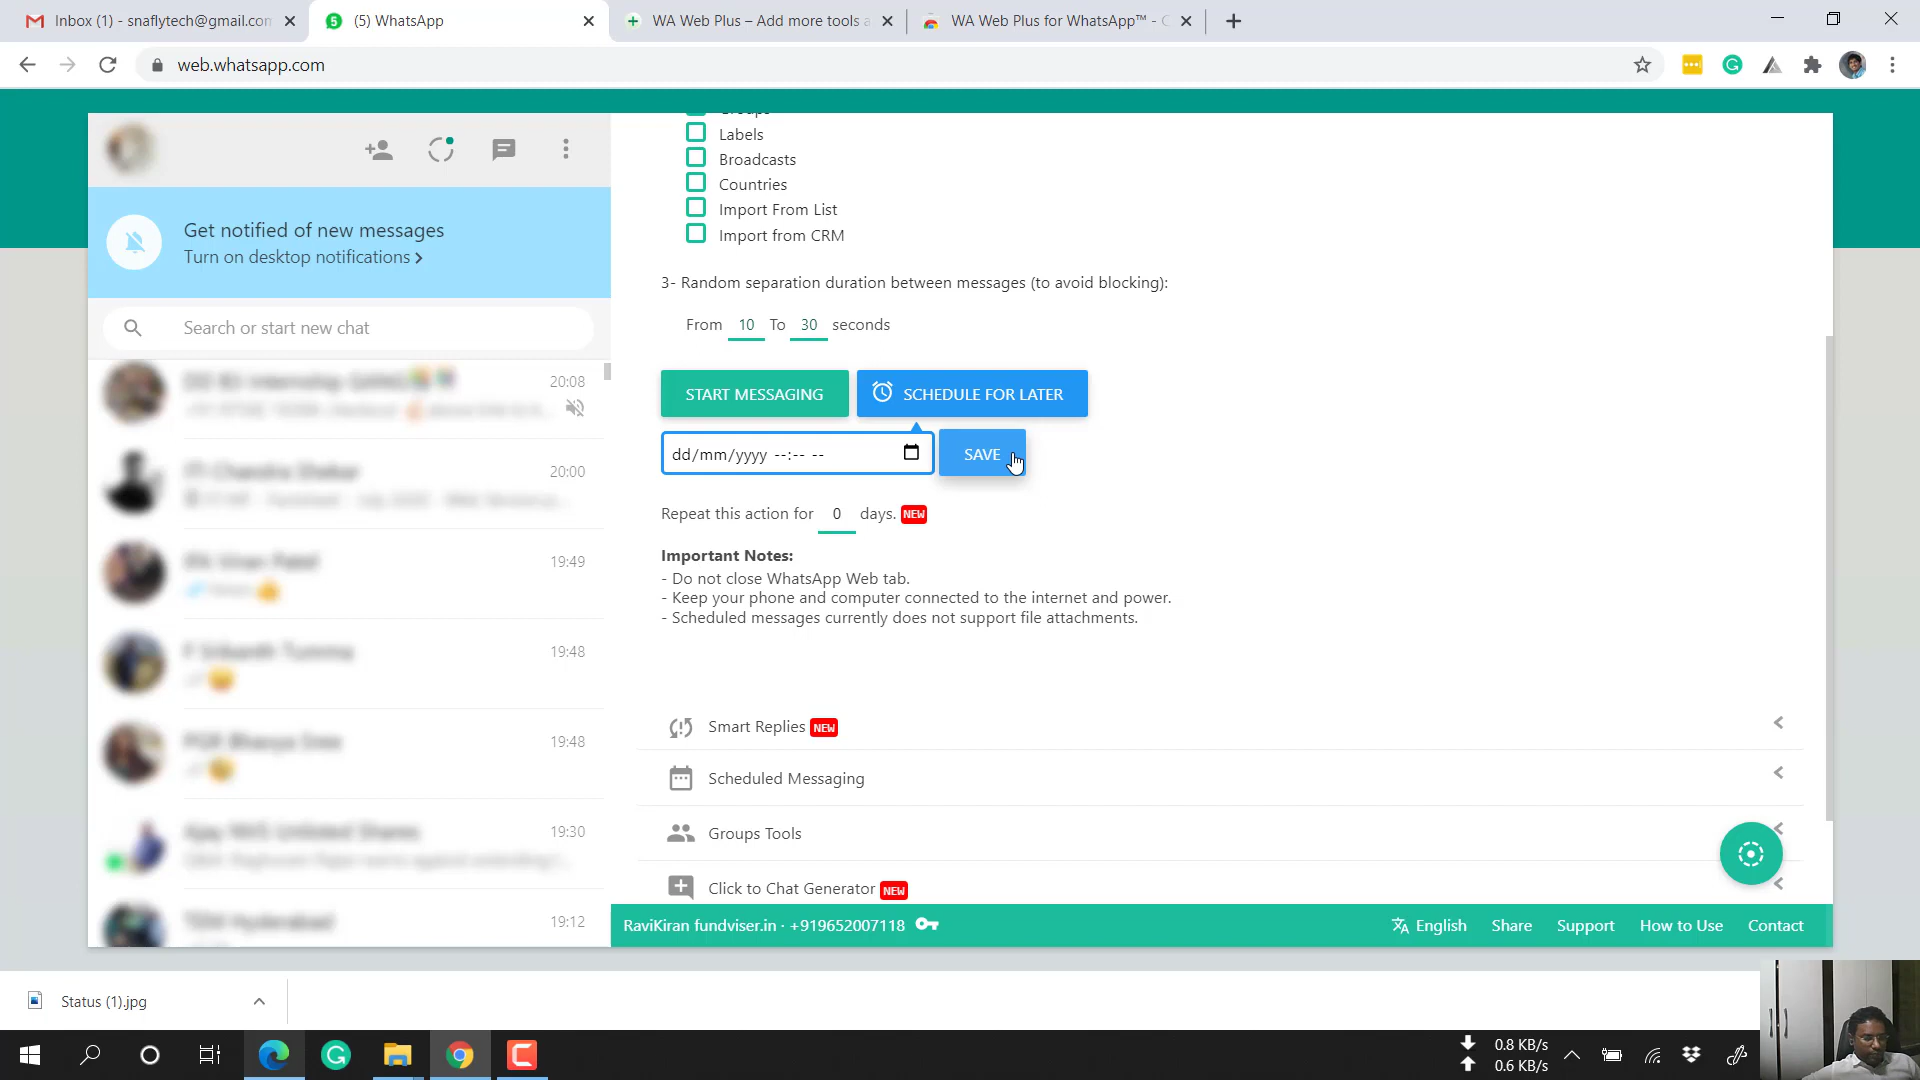 Inbox (1) - snaflytech@gmail.con
(5) WhatsApp
WA Web Plus – Add more tools a
WA Web Plus for WhatsApp™ - C
web.whatsapp.com
Get notified of new messages
Turn on desktop notifications
Search or start new chat
20:08
20:00
19:49
19:48
19:48
19:30
19:12
Groups
Labels
Broadcasts
Countries
Import From List
Import from CRM
3- Random separation duration between messages (to avoid blocking):
From 10 To 30 seconds
START MESSAGING
SCHEDULE FOR LATER
dd/mm/yyyy --:-- --
SAVE
Repeat this action for 0 days. NEW
Important Notes:
- Do not close WhatsApp Web tab.
- Keep your phone and computer connected to the internet and power.
- Scheduled messages currently does not support file attachments.
Smart Replies NEW
Scheduled Messaging
Groups Tools
Click to Chat Generator NEW
RaviKiran fundviser.in · +919652007118
English
Share
Support
How to Use
Contact
Status (1).jpg
0.8 KB/s
0.6 KB/s